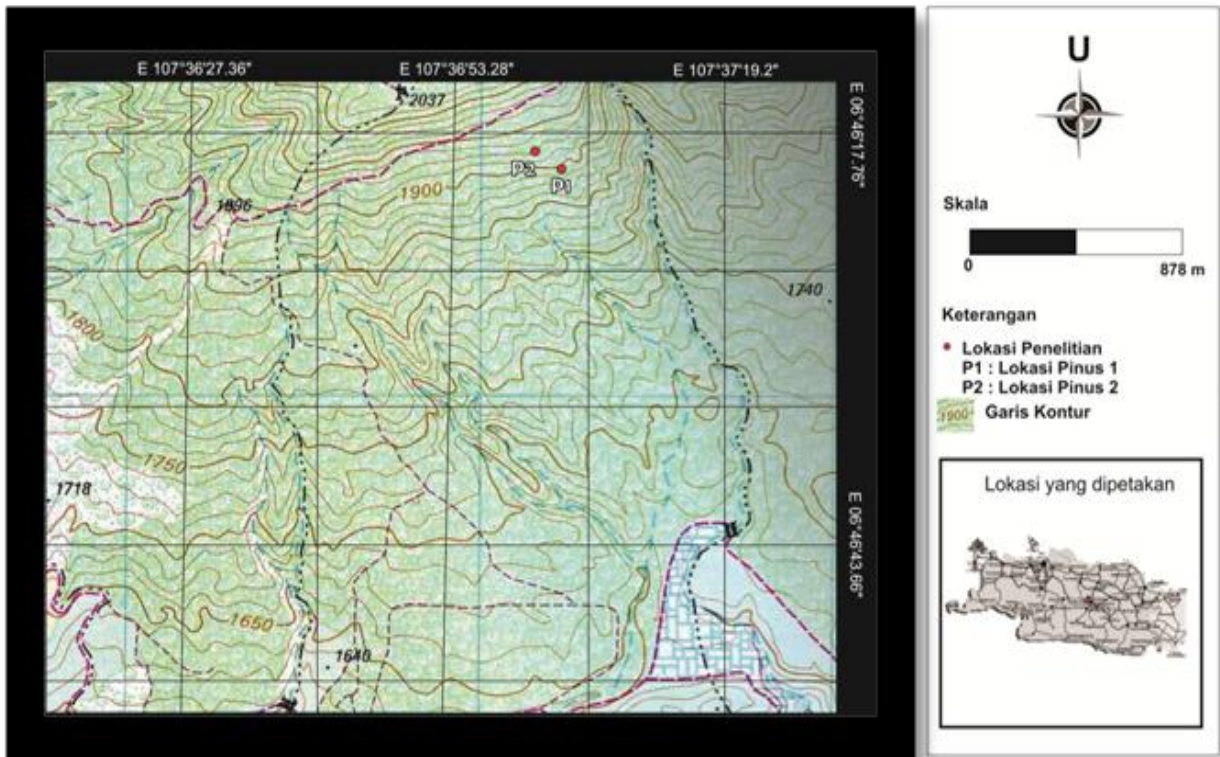 E 107°36'27.36"
E 107°36'53.28"
E 107°37'19.2"
2037
E 06°46'17.76"
P2
P1
1900
1896
1740
1800
1750
1718
E 06°46'43.66"
1650
1640
U
Skala
0
878 m
Keterangan
Lokasi Penelitian
P1 : Lokasi Pinus 1
P2 : Lokasi Pinus 2
1900
Garis Kontur
Lokasi yang dipetakan